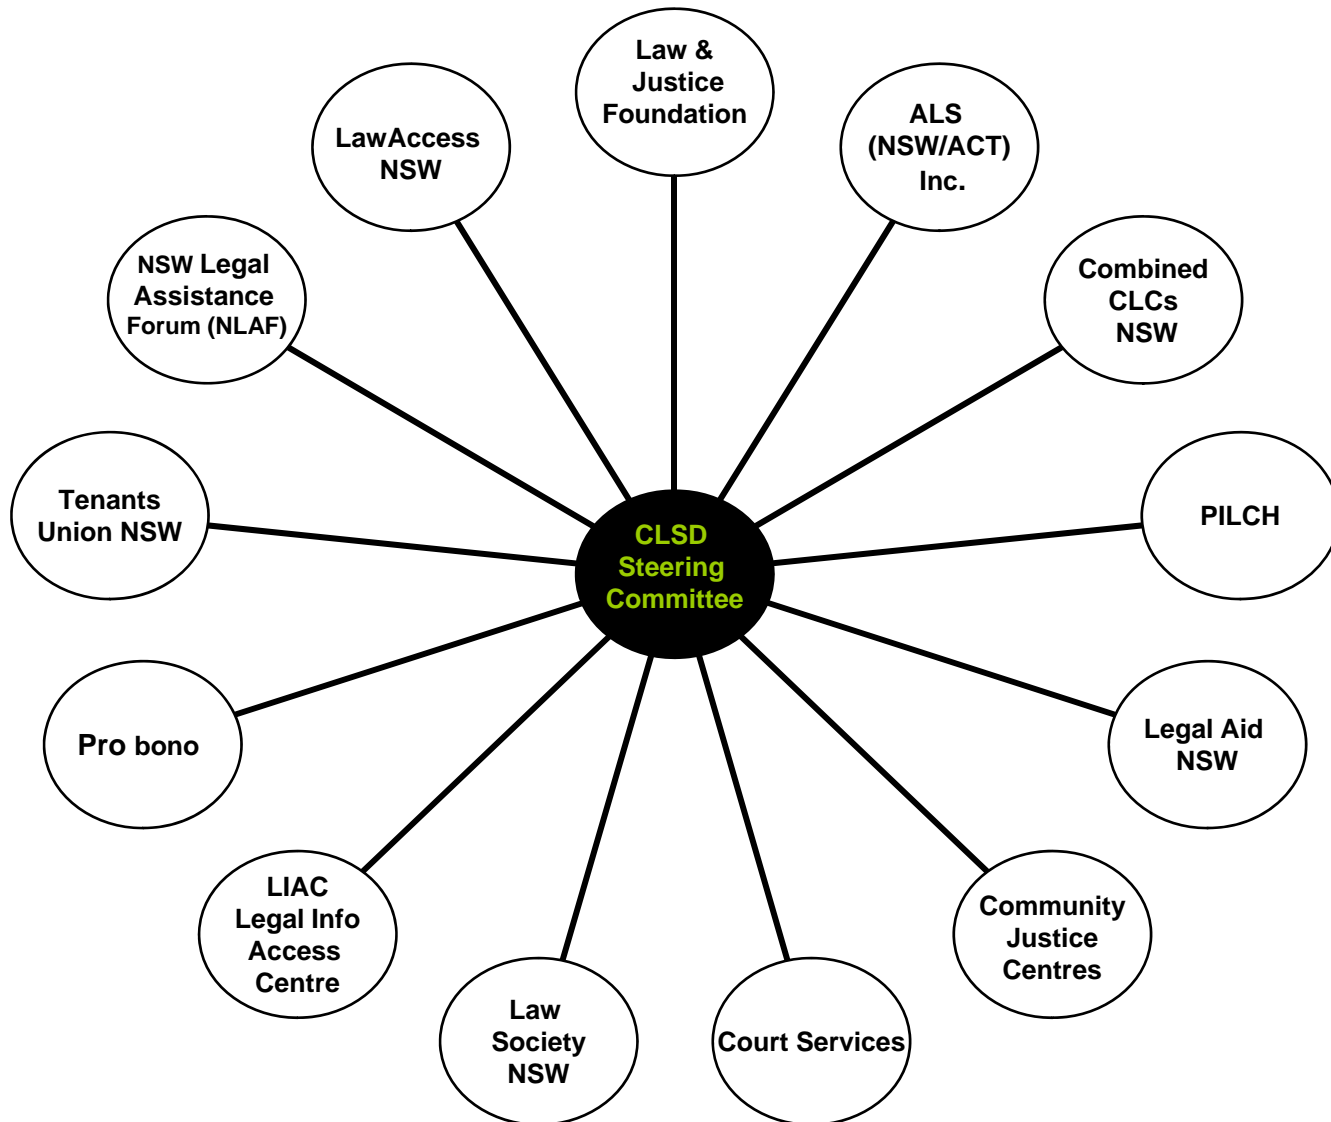 Law &
Justice
Foundation
ALS
(NSW/ACT)
Inc.
Combined
CLCs
NSW
PILCH
Legal Aid
NSW
Community
Justice
Centres
Court Services
Law
Society
NSW
LIAC
Legal Info
Access
Centre
Pro bono
Tenants
Union NSW
NSW Legal
Assistance
Forum (NLAF)
LawAccess
NSW
CLSD
Steering
Committee